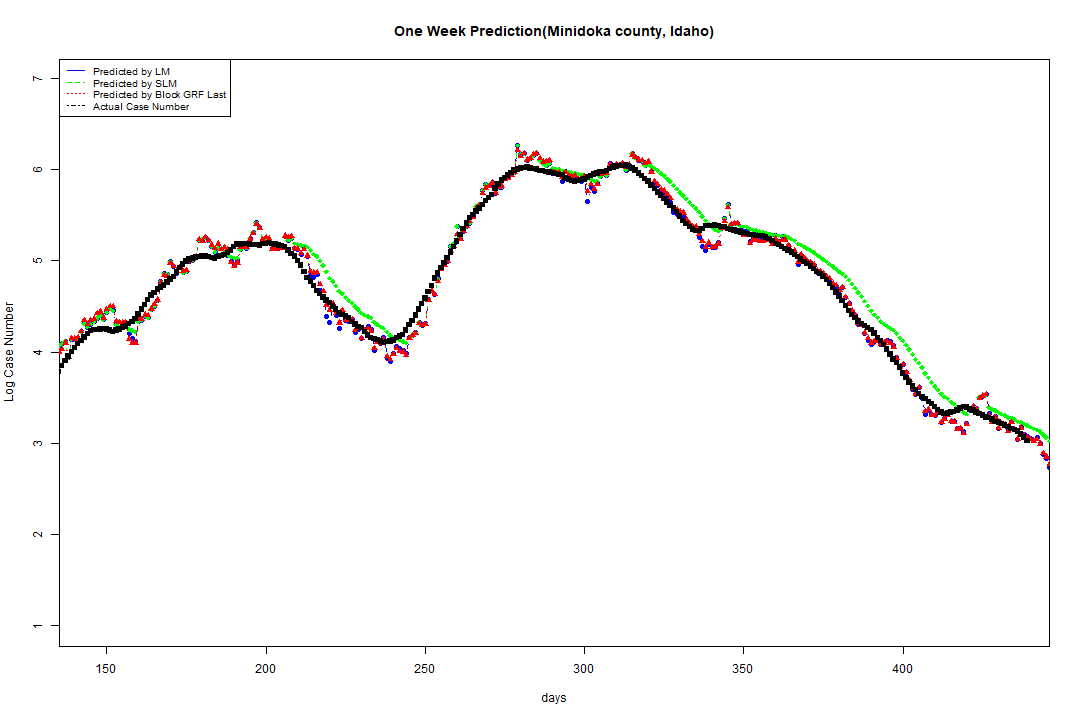 One Week Prediction(Minidoka county, Idaho)
Predicted by LM
Predicted by SLM
Predicted by Block GRF Last
Actual Case Number
Log Case Number
7
6
5
4
3
2
1
150 200 250 300 350 400
days